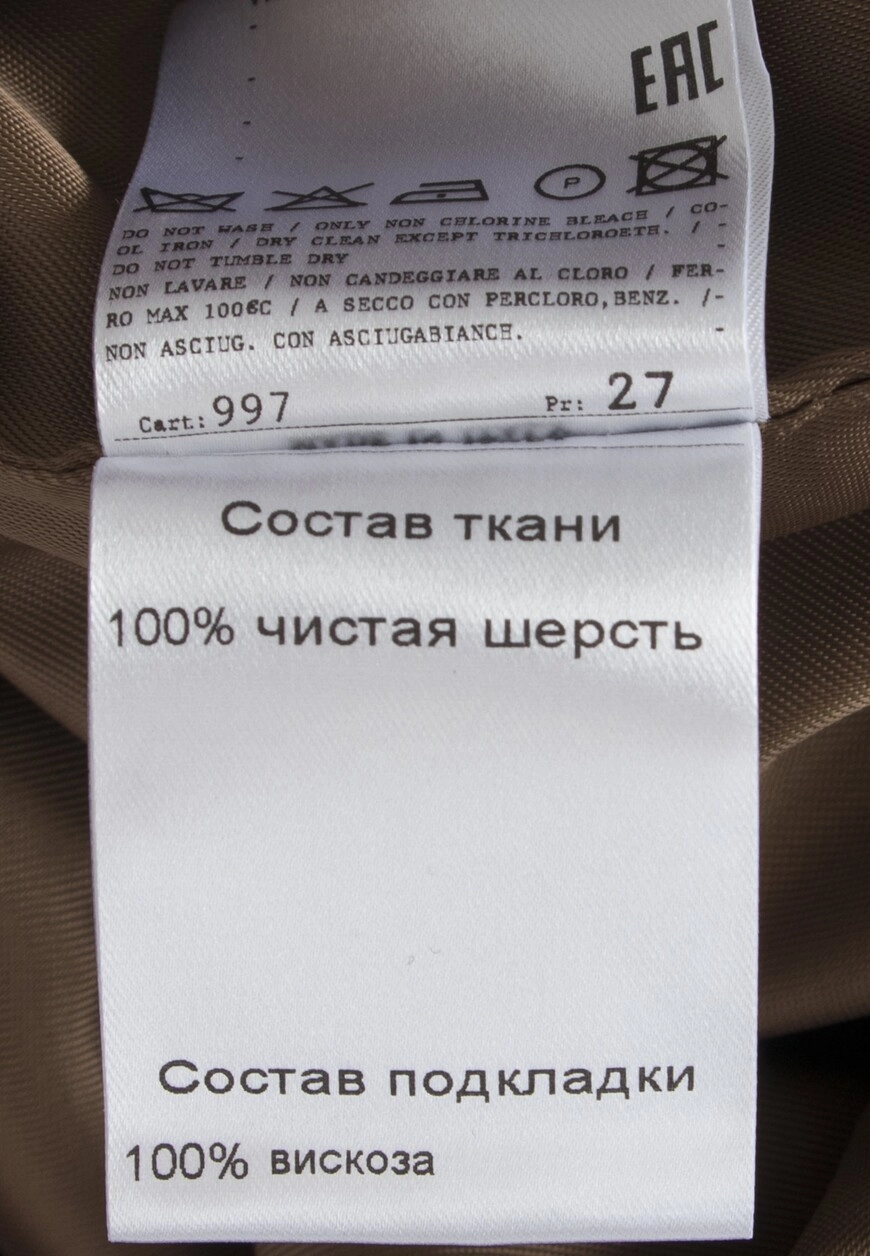 EAC
P
DO NOT WASH / ONLY NON CHLORINE BLEACH / CO-
OL IRON / DRY CLEAN EXCEPT TRICHLOROETH. / -
DO NOT TUMBLE DRY -
NON LAVARE / NON CANDEGGIARE AL CLORO / FER-
RO MAX 100€C / A SECCO CON PERCLORO,BENZ. /-
NON ASCIUG. CON ASCIUGABIANCH. -
Cart.: 997 Pr: 27
Состав ткани
100% чистая шерсть
Состав подкладки
100% вискоза